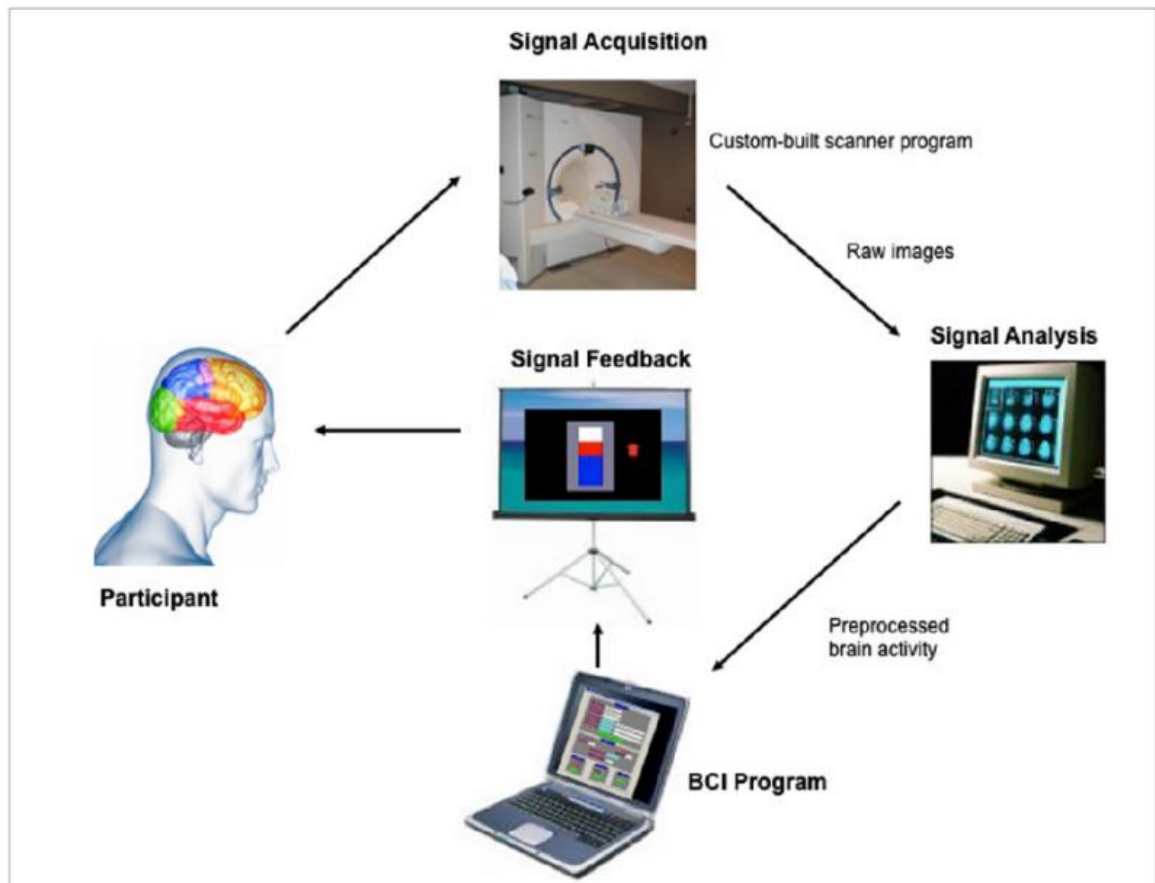 Signal Acquisition
Custom-built scanner program
Raw images
Signal Analysis
Signal Feedback
Participant
Preprocessed
brain activity
BCI Program